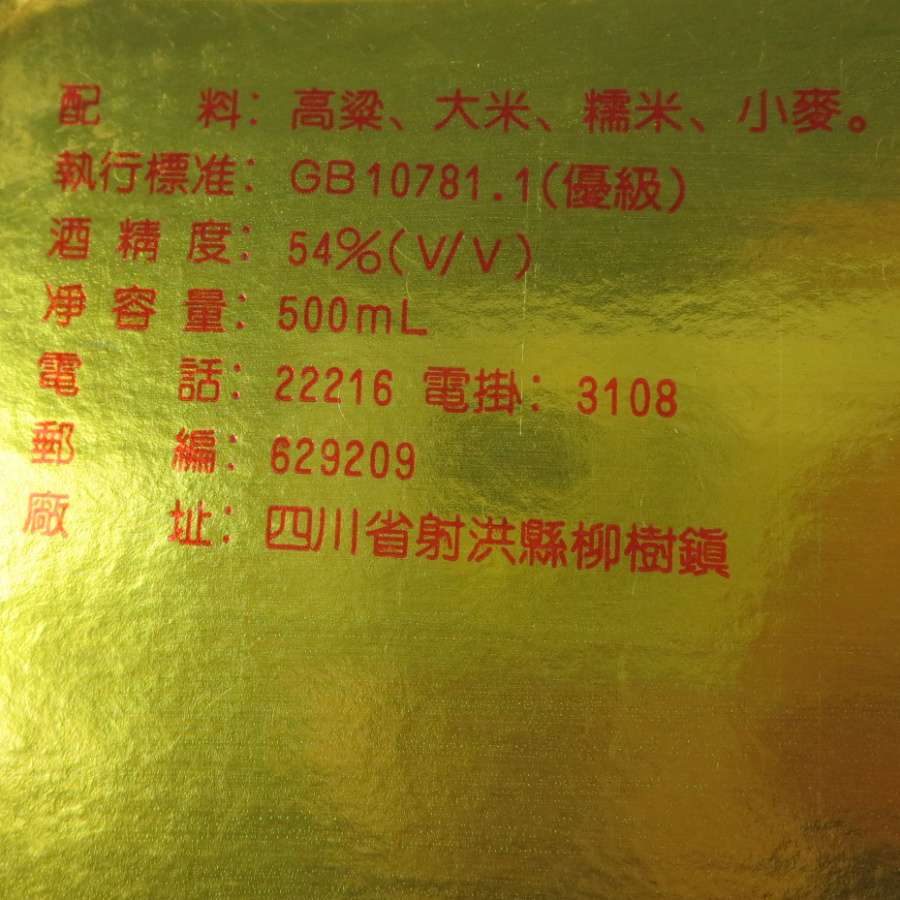 配料：高粱、大米、糯米、小麥。
執行標准：GB10781.1(優級)
酒精度：54%(V/V)
凈容量：500mL
電話：22216 電掛：3108
郵編：629209
廠址：四川省射洪縣柳樹鎮